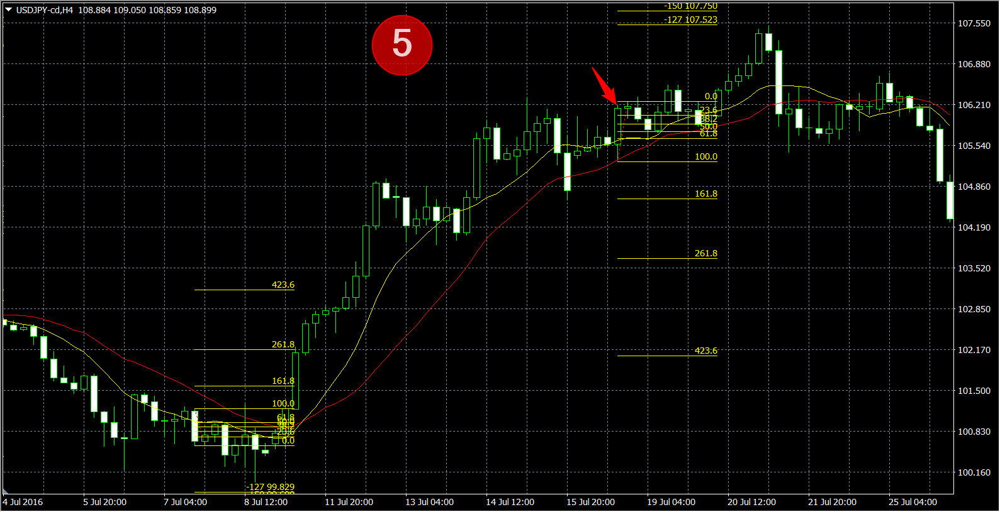 USDJPY-cd,H4 108.884 109.050 108.859 108.899
5
-150 107.750
-127 107.523
0.0
23.6
38.2
50.0
61.8
100.0
161.8
261.8
423.6
423.6
261.8
161.8
100.0
61.8
50.0
38.2
23.6
0.0
-127 99.829
107.550
106.880
106.210
105.540
104.860
104.190
103.520
102.850
102.170
101.500
100.830
100.160
4 Jul 2016
5 Jul 20:00
7 Jul 04:00
8 Jul 12:00
11 Jul 20:00
13 Jul 04:00
14 Jul 12:00
15 Jul 20:00
19 Jul 04:00
20 Jul 12:00
21 Jul 20:00
25 Jul 04:00